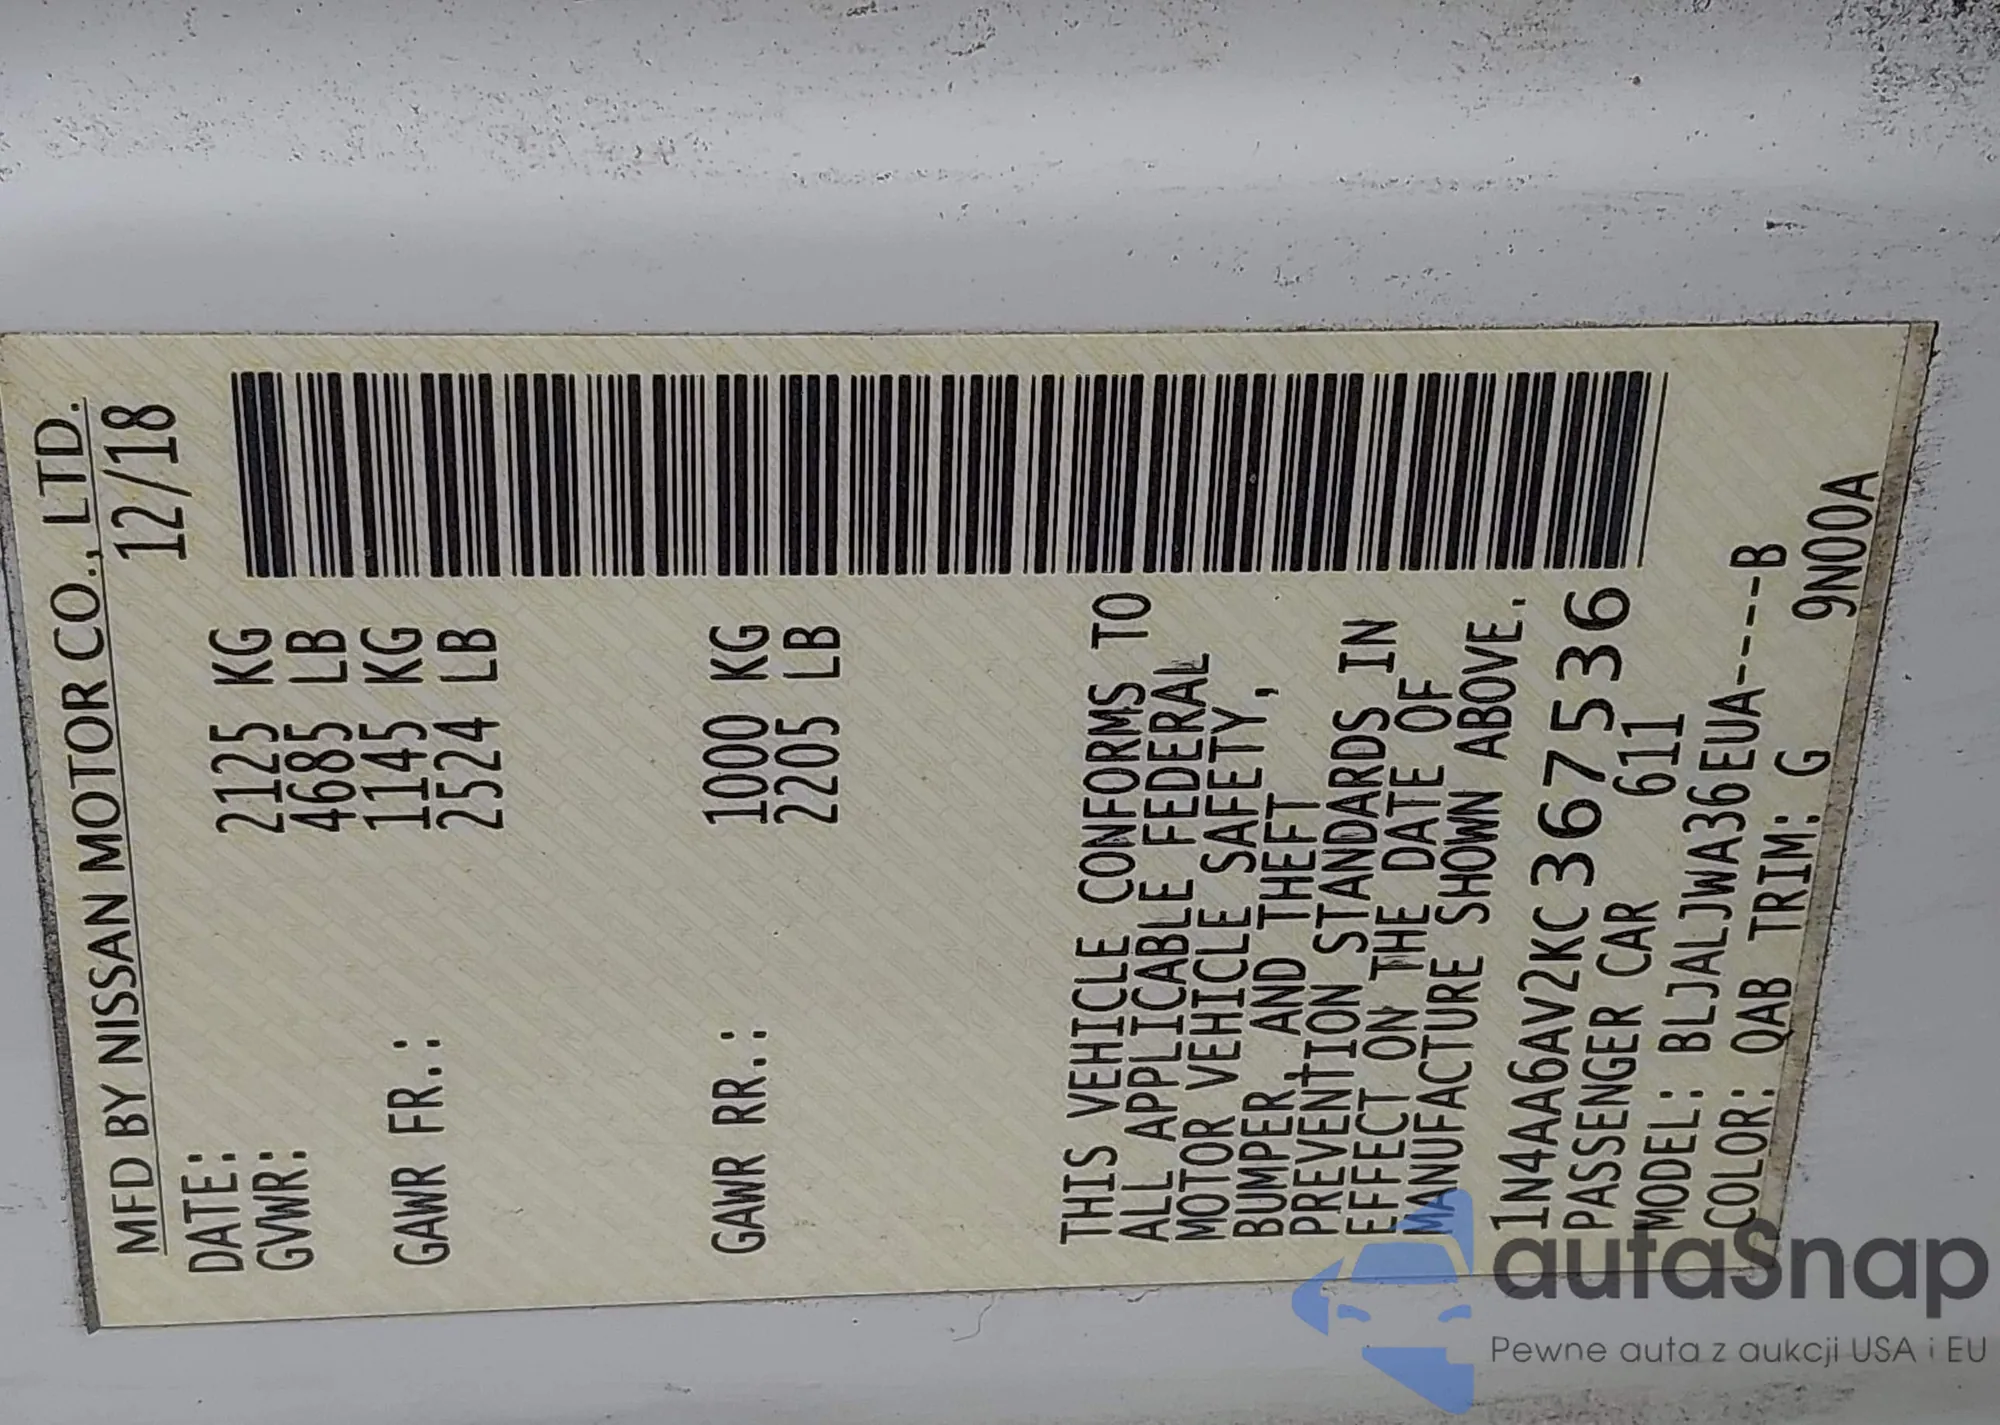 MFD BY NISSAN MOTOR CO., LTD.
DATE: 12/18
GVWR: 2125 KG
4685 LB
GAWR FR.: 1145 KG
2524 LB
GAWR RR.: 1000 KG
2205 LB
THIS VEHICLE CONFORMS TO
ALL APPLICABLE FEDERAL
MOTOR VEHICLE SAFETY,
BUMPER, AND THEFT
PREVENTION STANDARDS IN
EFFECT ON THE DATE OF
MANUFACTURE SHOWN ABOVE.
1N4AA6AV2KC367536
PASSENGER CAR 611
MODEL: BLJALJWA36EUA----B
COLOR: QAB TRIM: G 9N00A
autaSnap
Pewne auta z aukcji USA i EU